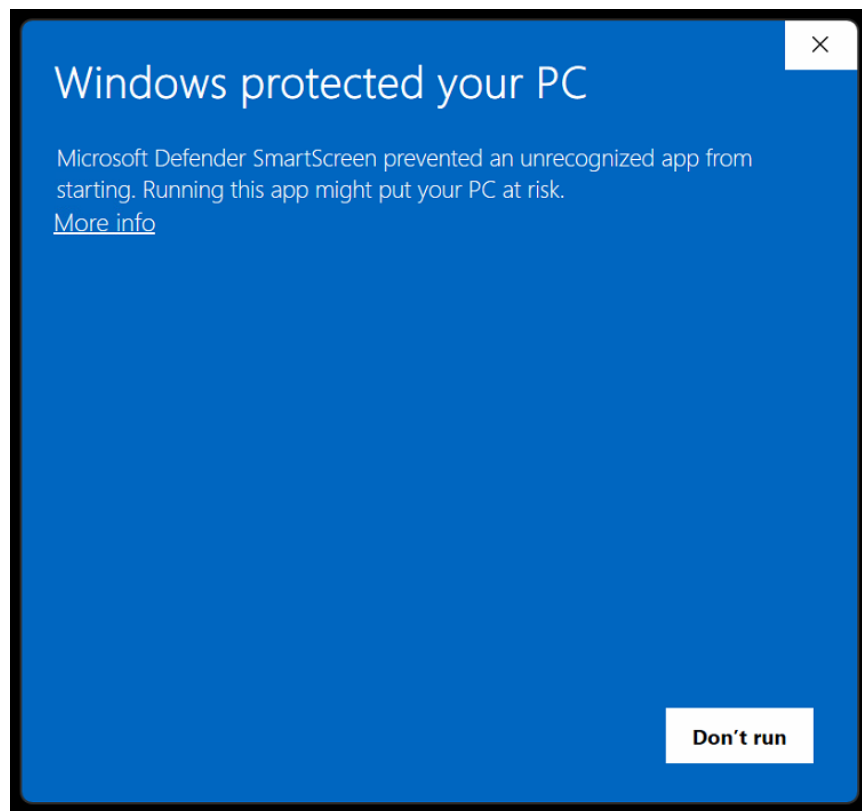 Windows protected your PC
Microsoft Defender SmartScreen prevented an unrecognized app from
starting. Running this app might put your PC at risk.
More info
Don't run